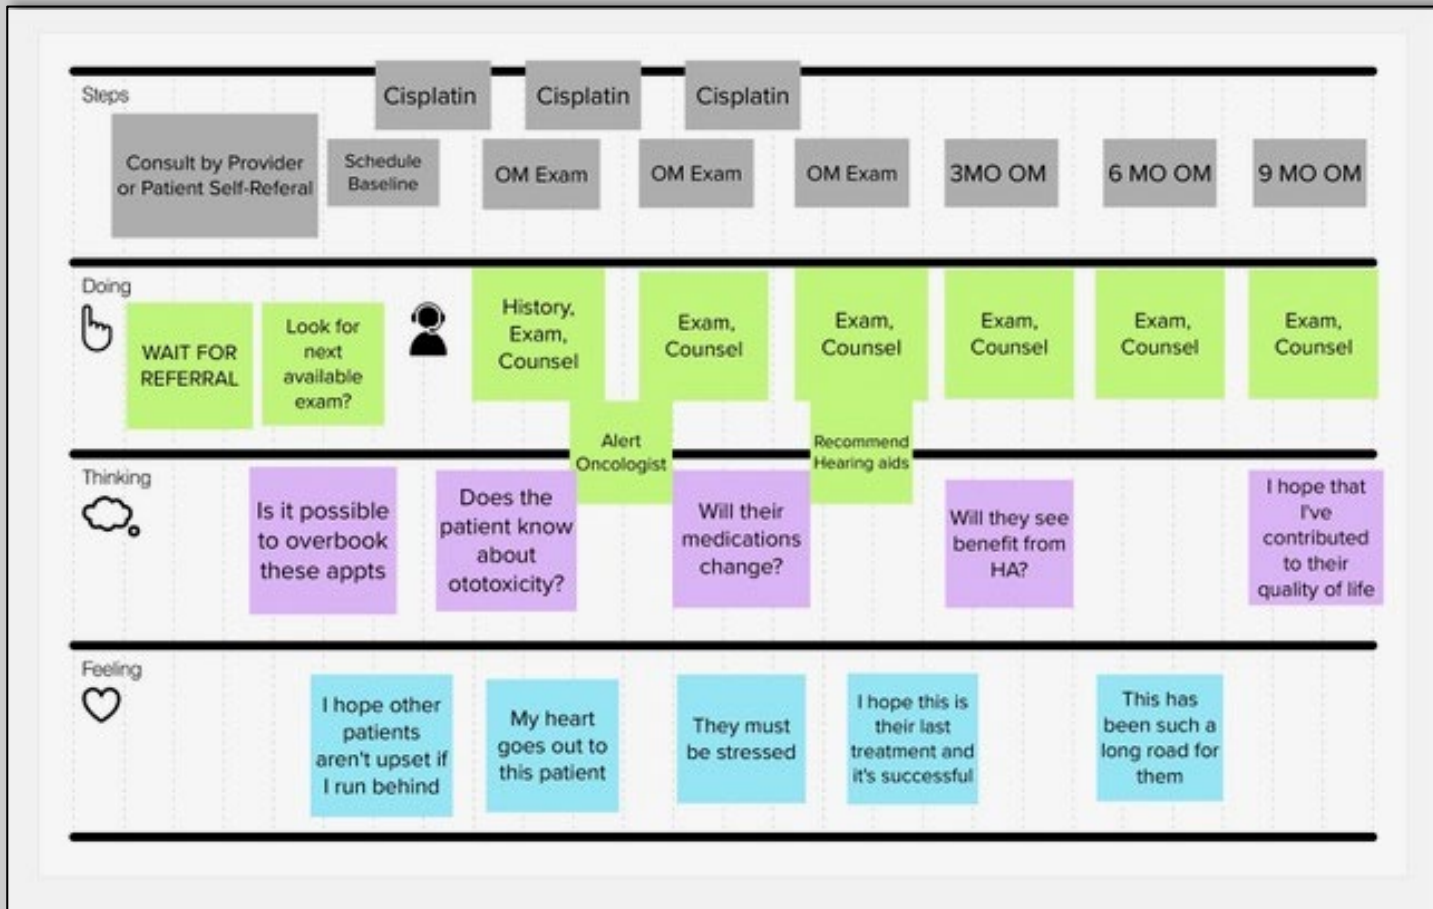 Steps
Cisplatin
Cisplatin
Cisplatin
Consult by Provider
or Patient Self-Referal
Schedule
Baseline
OM Exam
OM Exam
OM Exam
3MO OM
6 MO OM
9 MO OM
Doing
WAIT FOR
REFERRAL
Look for
next
available
exam?
History,
Exam,
Counsel
Exam,
Counsel
Exam,
Counsel
Exam,
Counsel
Exam,
Counsel
Exam,
Counsel
Alert
Oncologist
Recommend
Hearing aids
Thinking
Is it possible
to overbook
these appts
Does the
patient know
about
ototoxicity?
Will their
medications
change?
Will they see
benefit from
HA?
I hope that
I've
contributed
to their
quality of life
Feeling
I hope other
patients
aren't upset if
I run behind
My heart
goes out to
this patient
They must
be stressed
I hope this is
their last
treatment and
it's successful
This has
been such a
long road for
them